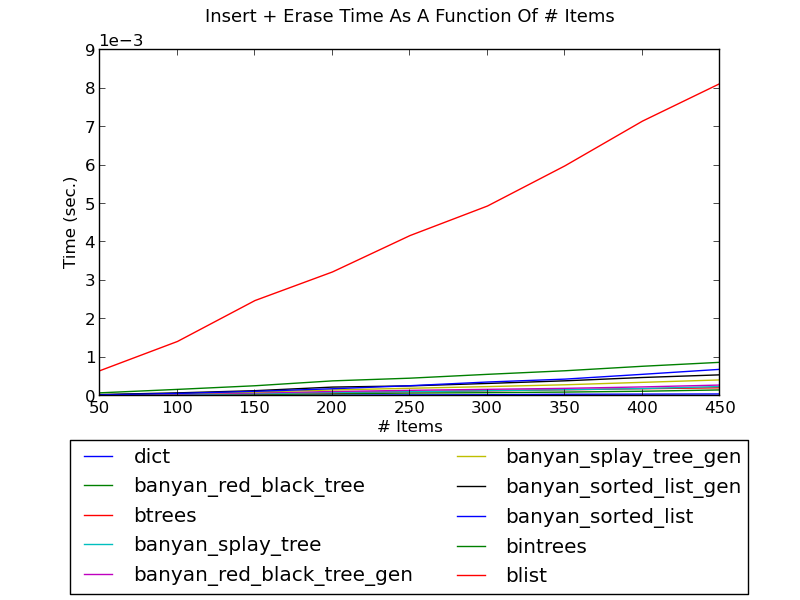 Insert + Erase Time As A Function Of # Items
1e−3
9
8
7
6
5
4
3
2
1
0
Time (sec.)
50 100 150 200 250 300 350 400 450
# Items
dict
banyan_red_black_tree
btrees
banyan_splay_tree
banyan_red_black_tree_gen
banyan_splay_tree_gen
banyan_sorted_list_gen
banyan_sorted_list
bintrees
blist